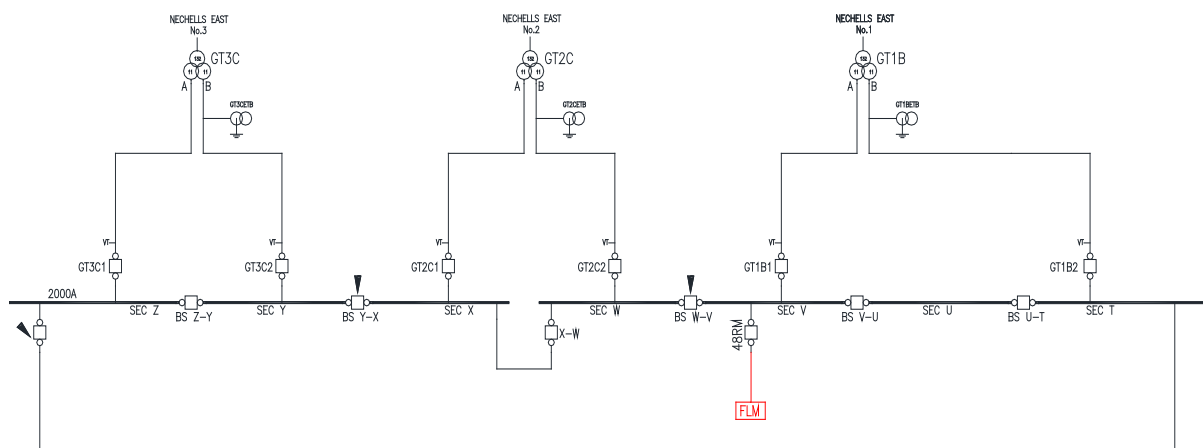 NECHELLS EAST
No.3
NECHELLS EAST
No.2
NECHELLS EAST
No.1
132
GT3C
11 11
A B
132
GT2C
11 11
A B
132
GT1B
11 11
A B
GT3CETB
GT2CETB
GT1BETB
VT
VT
VT
VT
VT
VT
GT3C1
GT3C2
GT2C1
GT2C2
GT1B1
GT1B2
2000A
SEC Z
BS Z-Y
SEC Y
BS Y-X
SEC X
SEC W
BS W-V
SEC V
BS V-U
SEC U
BS U-T
SEC T
X-W
48RM
FLM